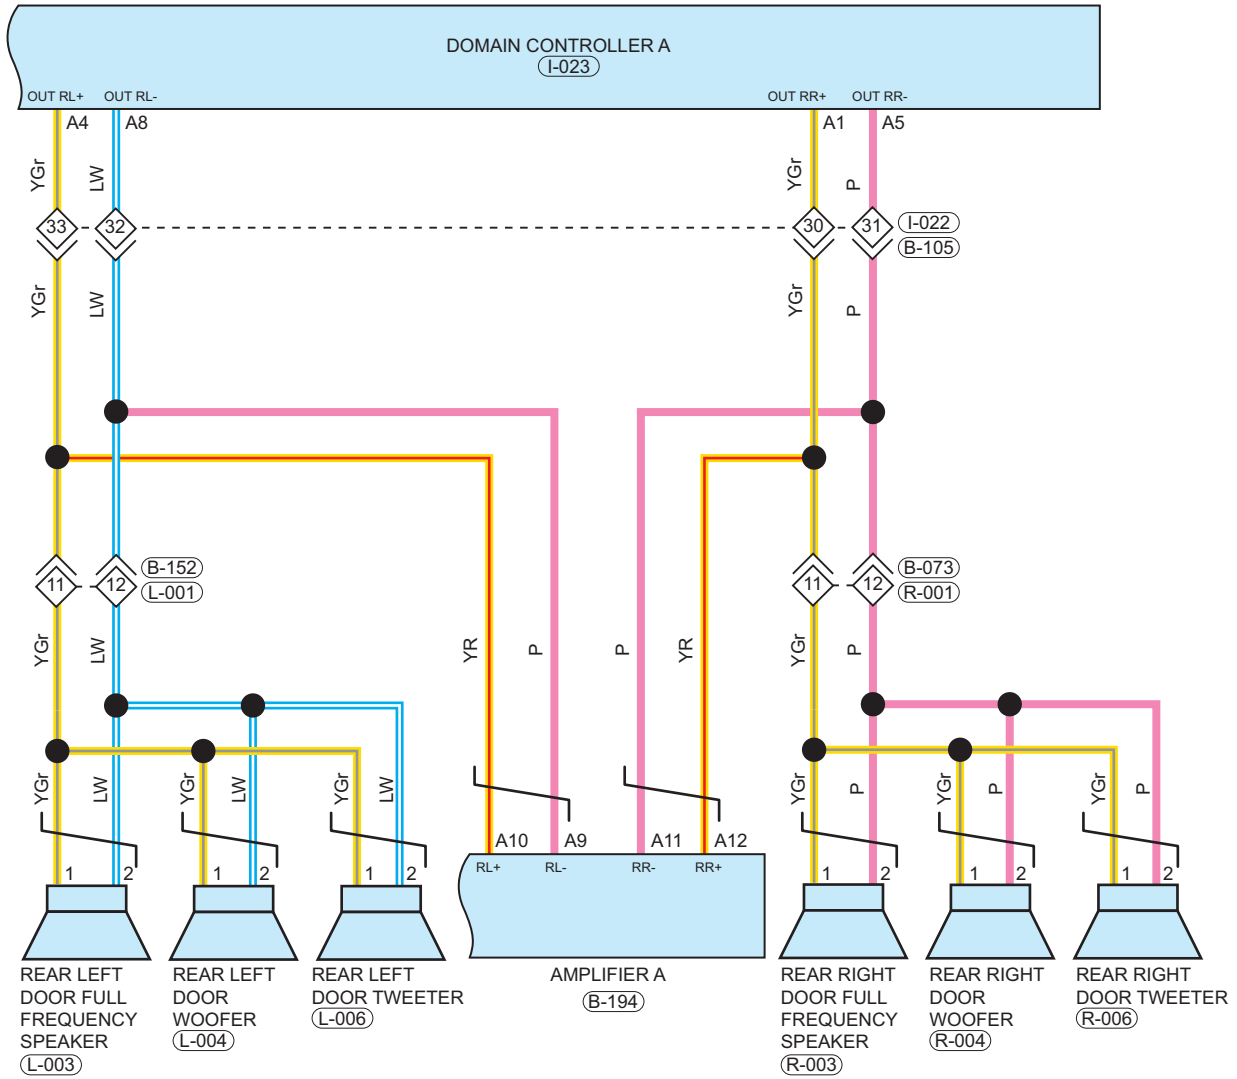 DOMAIN CONTROLLER A
I-023
OUT RL+ OUT RL- OUT RR+ OUT RR-
A4 A8 A1 A5
YGr LW YGr P
33 32 30 31 I-022
B-105
YGr LW YGr P
B-152 B-073
11 12 L-001 11 12 R-001
YGr LW YR P P YR YGr P
YGr LW YGr LW YGr LW YGr P YGr P YGr P
A10 A9 A11 A12
RL+ RL- RR- RR+
1 2 1 2 1 2 1 2 1 2 1 2
REAR LEFT
DOOR FULL
FREQUENCY
SPEAKER
L-003
REAR LEFT
DOOR
WOOFER
L-004
REAR LEFT
DOOR TWEETER
L-006
AMPLIFIER A
B-194
REAR RIGHT
DOOR FULL
FREQUENCY
SPEAKER
R-003
REAR RIGHT
DOOR
WOOFER
R-004
REAR RIGHT
DOOR TWEETER
R-006